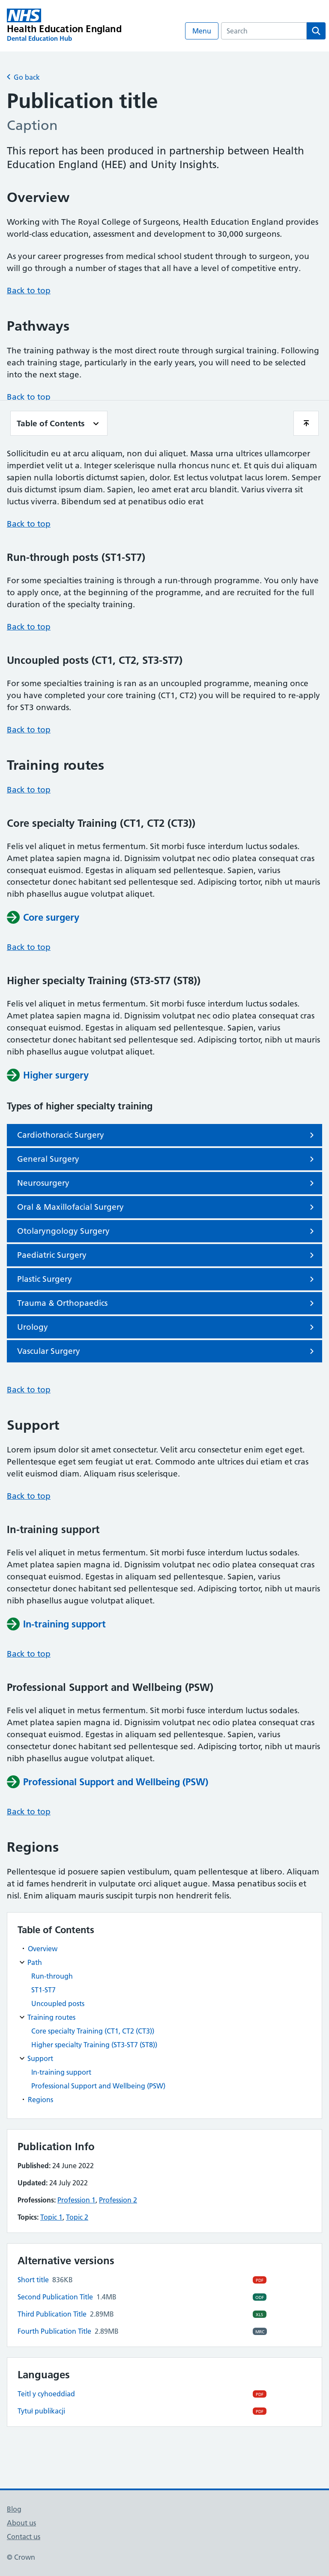 NHS
Health Education England
Dental Education Hub
Menu
Search
Go back
Publication title
Caption
This report has been produced in partnership between Health
Education England (HEE) and Unity Insights.
Overview
Working with The Royal College of Surgeons, Health Education England provides
world-class education, assessment and development to 30,000 surgeons.
As your career progresses from medical school student through to surgeon, you
will go through a number of stages that all have a level of competitive entry.
Back to top
Pathways
The training pathway is the most direct route through surgical training. Following
each training stage, particularly in the early years, you will need to be selected
into the next stage.
Back to top
Table of Contents
Sollicitudin eu at arcu aliquam, non dui aliquet. Massa urna ultrices ullamcorper
imperdiet velit ut a. Integer scelerisque nulla rhoncus nunc et. Et quis dui aliquam
sapien nulla lobortis dictumst sapien, dolor. Est lectus volutpat lacus lorem. Semper
duis dictumst ipsum diam. Sapien, leo amet erat arcu blandit. Varius viverra sit
luctus viverra. Bibendum sed at penatibus odio erat
Back to top
Run-through posts (ST1-ST7)
For some specialties training is through a run-through programme. You only have
to apply once, at the beginning of the programme, and are recruited for the full
duration of the specialty training.
Back to top
Uncoupled posts (CT1, CT2, ST3-ST7)
For some specialties training is ran as an uncoupled programme, meaning once
you have completed your core training (CT1, CT2) you will be required to re-apply
for ST3 onwards.
Back to top
Training routes
Back to top
Core specialty Training (CT1, CT2 (CT3))
Felis vel aliquet in metus fermentum. Sit morbi fusce interdum luctus sodales.
Amet platea sapien magna id. Dignissim volutpat nec odio platea consequat cras
consequat euismod. Egestas in aliquam sed pellentesque. Sapien, varius
consectetur donec habitant sed pellentesque sed. Adipiscing tortor, nibh ut mauris
nibh phasellus augue volutpat aliquet.
Core surgery
Back to top
Higher specialty Training (ST3-ST7 (ST8))
Felis vel aliquet in metus fermentum. Sit morbi fusce interdum luctus sodales.
Amet platea sapien magna id. Dignissim volutpat nec odio platea consequat cras
consequat euismod. Egestas in aliquam sed pellentesque. Sapien, varius
consectetur donec habitant sed pellentesque sed. Adipiscing tortor, nibh ut mauris
nibh phasellus augue volutpat aliquet.
Higher surgery
Types of higher specialty training
Cardiothoracic Surgery
General Surgery
Neurosurgery
Oral & Maxillofacial Surgery
Otolaryngology Surgery
Paediatric Surgery
Plastic Surgery
Trauma & Orthopaedics
Urology
Vascular Surgery
Back to top
Support
Lorem ipsum dolor sit amet consectetur. Velit arcu consectetur enim eget eget.
Pellentesque eget sem feugiat ut erat. Commodo ante ultrices dui etiam et cras
velit euismod diam. Aliquam risus scelerisque.
Back to top
In-training support
Felis vel aliquet in metus fermentum. Sit morbi fusce interdum luctus sodales.
Amet platea sapien magna id. Dignissim volutpat nec odio platea consequat cras
consequat euismod. Egestas in aliquam sed pellentesque. Sapien, varius
consectetur donec habitant sed pellentesque sed. Adipiscing tortor, nibh ut mauris
nibh phasellus augue volutpat aliquet.
In-training support
Back to top
Professional Support and Wellbeing (PSW)
Felis vel aliquet in metus fermentum. Sit morbi fusce interdum luctus sodales.
Amet platea sapien magna id. Dignissim volutpat nec odio platea consequat cras
consequat euismod. Egestas in aliquam sed pellentesque. Sapien, varius
consectetur donec habitant sed pellentesque sed. Adipiscing tortor, nibh ut mauris
nibh phasellus augue volutpat aliquet.
Professional Support and Wellbeing (PSW)
Back to top
Regions
Pellentesque id posuere sapien vestibulum, quam pellentesque at libero. Aliquam
a id fames hendrerit in vulputate orci aliquet augue. Massa penatibus sociis et
nisl. Enim aliquam mauris suscipit turpis non hendrerit felis.
Table of Contents
Overview
Path
Run-through
ST1-ST7
Uncoupled posts
Training routes
Core specialty Training (CT1, CT2 (CT3))
Higher specialty Training (ST3-ST7 (ST8))
Support
In-training support
Professional Support and Wellbeing (PSW)
Regions
Publication Info
Published: 24 June 2022
Updated: 24 July 2022
Professions: Profession 1, Profession 2
Topics: Topic 1, Topic 2
Alternative versions
Short title 836KB PDF
Second Publication Title 1.4MB ODP
Third Publication Title 2.89MB XLS
Fourth Publication Title 2.89MB MRC
Languages
Teitl y cyhoeddiad PDF
Tytuł publikacji PDF
Blog
About us
Contact us
© Crown